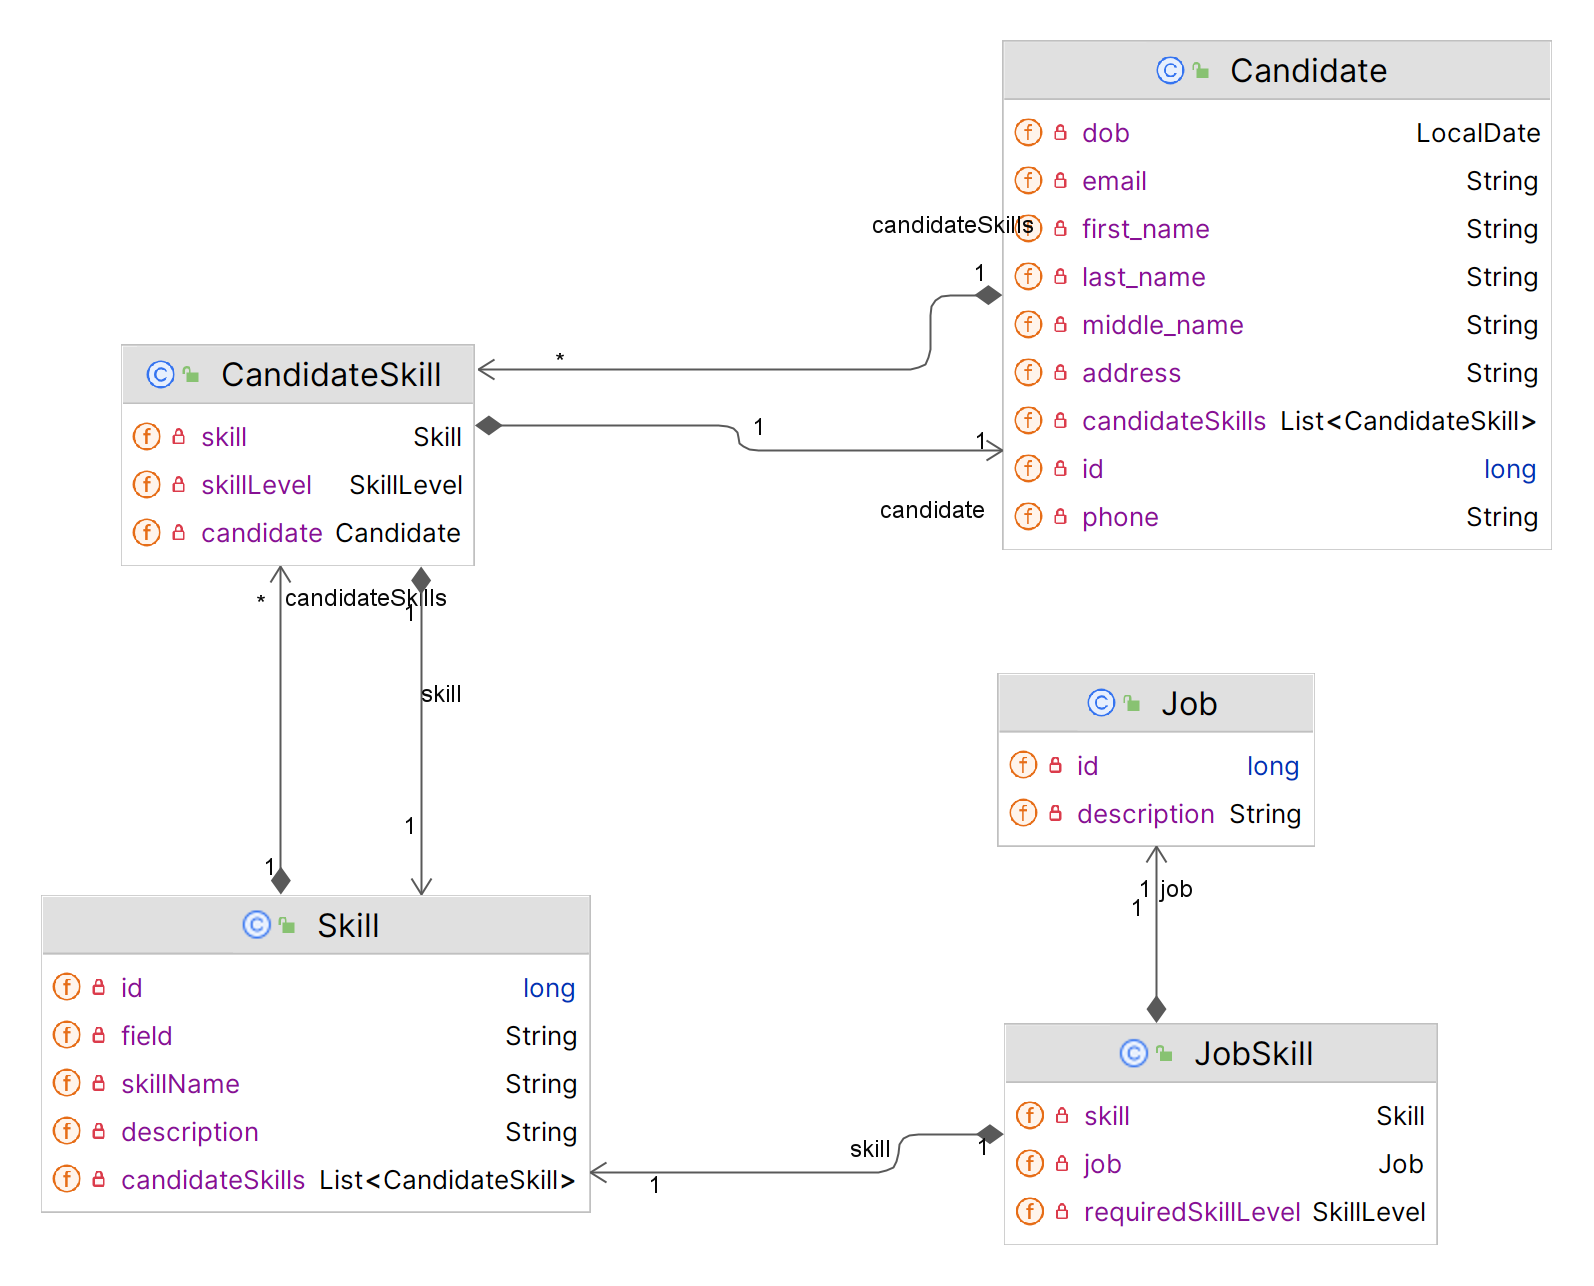 Candidate
dob LocalDate
email String
first_name String
last_name String
middle_name String
address String
candidateSkills List<CandidateSkill>
id long
phone String
candidateSkills
1
*
CandidateSkill
skill Skill
skillLevel SkillLevel
candidate Candidate
1
1
candidate
* candidateSkills
1
skill
1
1
Job
id long
description String
1 job
1
Skill
id long
field String
skillName String
description String
candidateSkills List<CandidateSkill>
JobSkill
skill Skill
job Job
requiredSkillLevel SkillLevel
skill
1
1